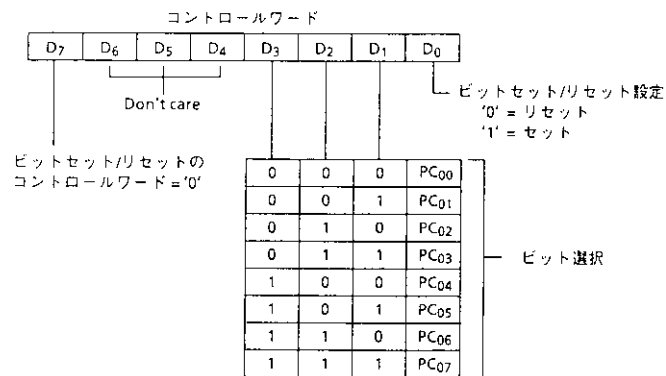 コントロールワード
D7 D6 D5 D4 D3 D2 D1 D0
Don't care
ビットセット/リセット設定
'0' = リセット
'1' = セット
ビットセット/リセットの
コントロールワード = '0'
0 0 0 PC00
0 0 1 PC01
0 1 0 PC02
0 1 1 PC03
1 0 0 PC04
1 0 1 PC05
1 1 0 PC06
1 1 1 PC07
ビット選択